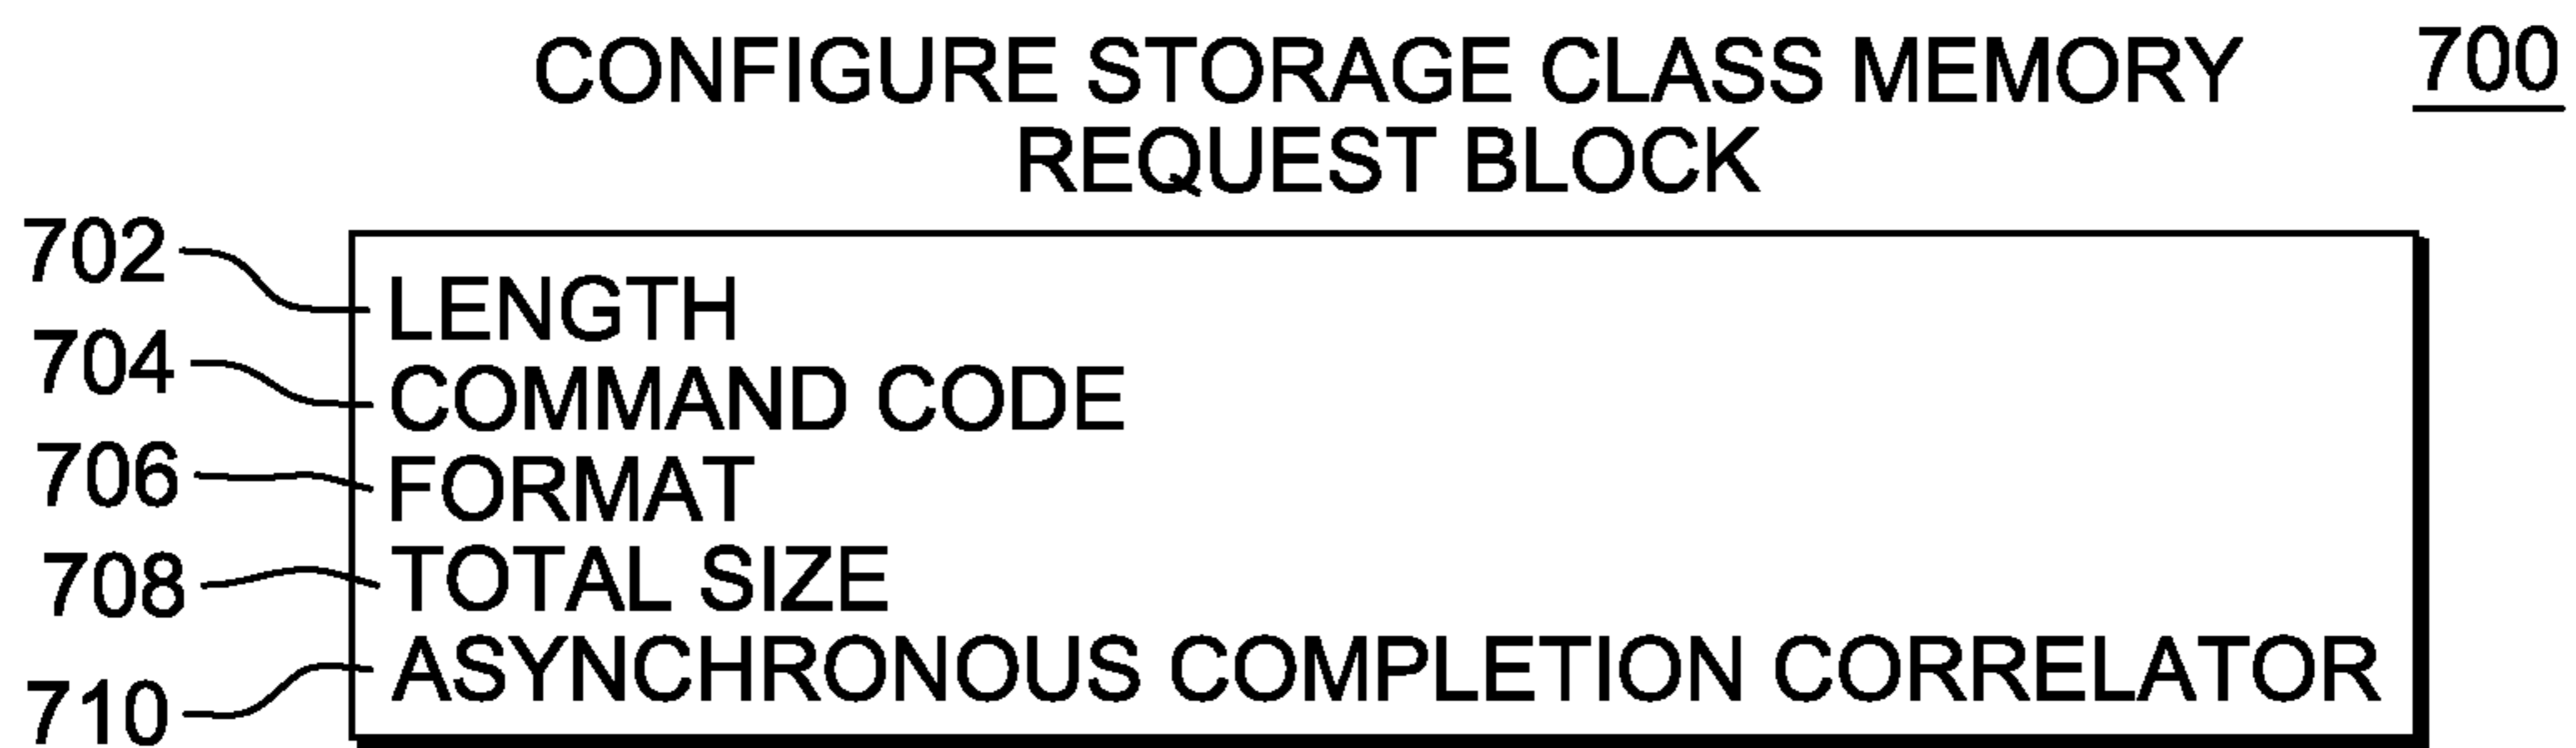 CONFIGURE STORAGE CLASS MEMORY 700
REQUEST BLOCK
702 LENGTH
704 COMMAND CODE
706 FORMAT
708 TOTAL SIZE
710 ASYNCHRONOUS COMPLETION CORRELATOR